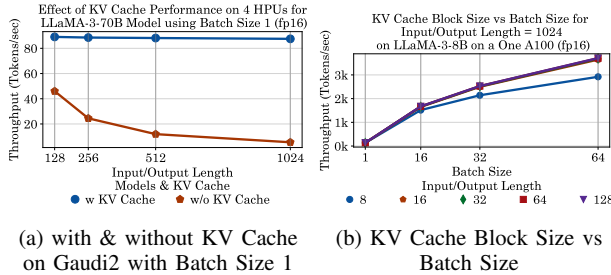 Effect of KV Cache Performance on 4 HPUs for
LLaMA-3-70B Model using Batch Size 1 (fp16)
Throughput (Tokens/sec)
80
60
40
20
128 256 512 1024
Input/Output Length
Models & KV Cache
w KV Cache w/o KV Cache
(a) with & without KV Cache
on Gaudi2 with Batch Size 1
KV Cache Block Size vs Batch Size for
Input/Output Length = 1024
on LLaMA-3-8B on a One A100 (fp16)
Throughput (Tokens/sec)
3k
2k
1k
0k
1 16 32 64
Batch Size
Input/Output Length
8 16 32 64 128
(b) KV Cache Block Size vs
Batch Size